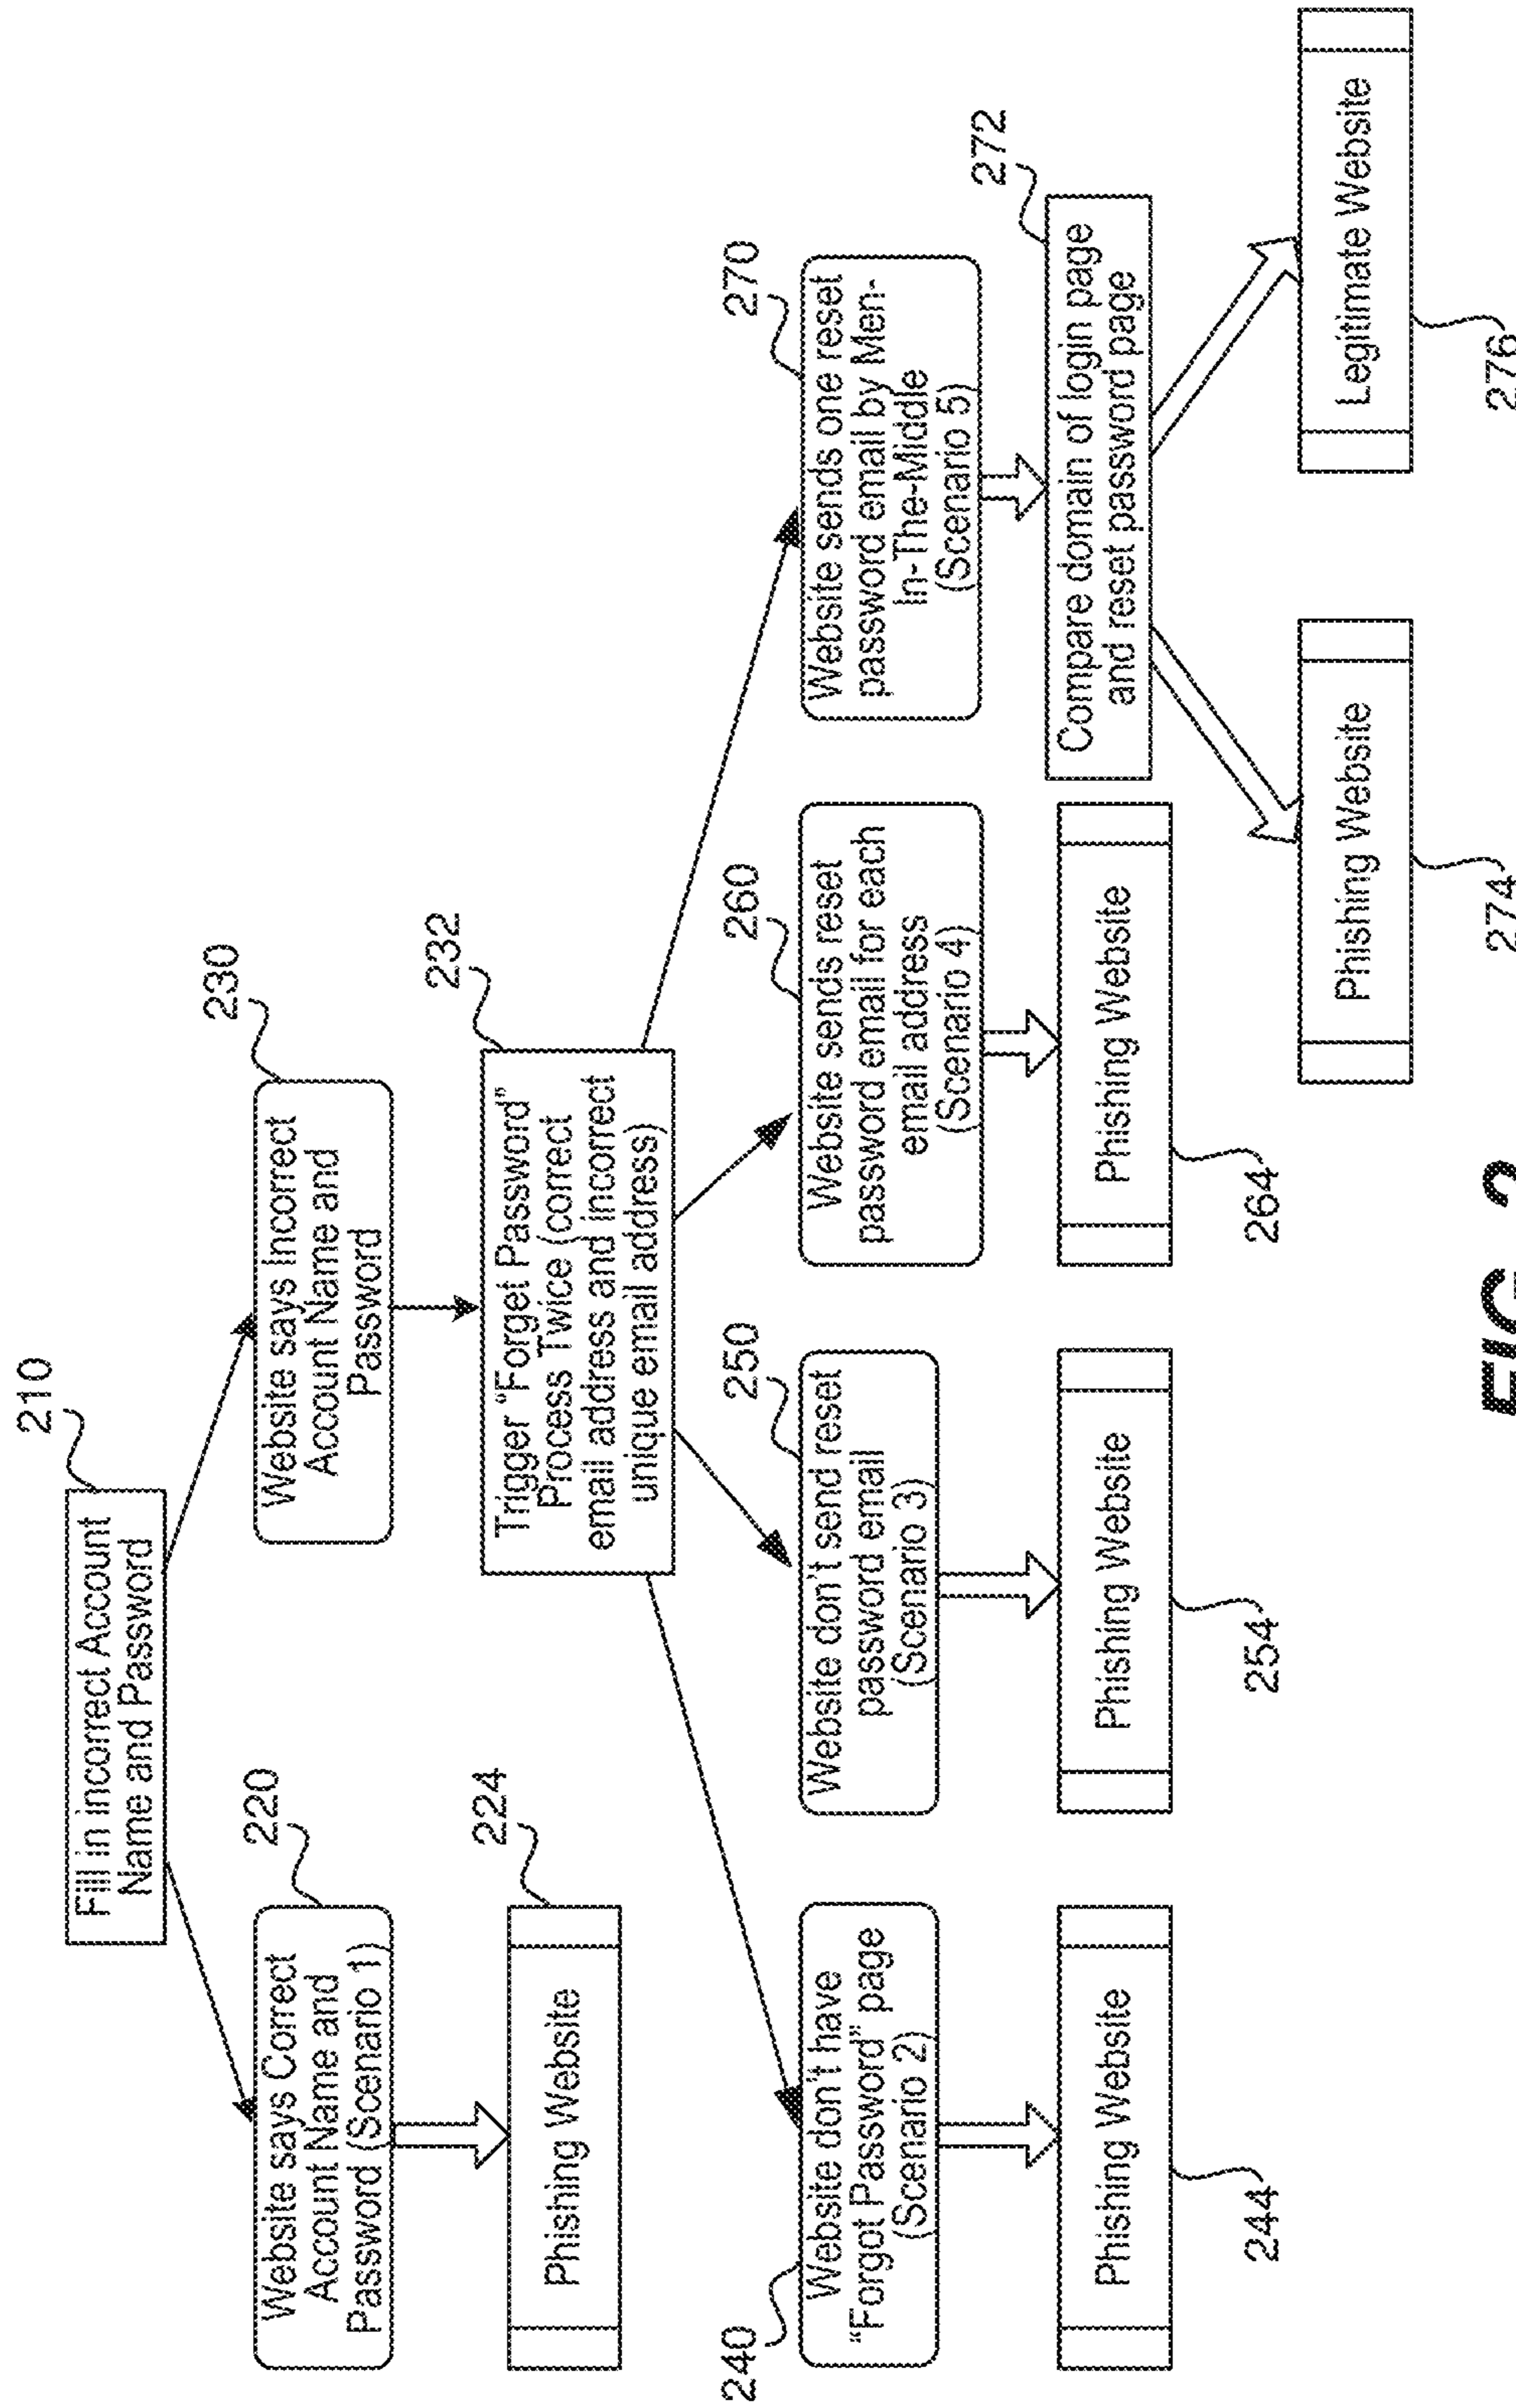 210
Fill in incorrect Account
Name and Password
220
Website says Correct
Account Name and
Password (Scenario 1)
224
Phishing Website
230
Website says Incorrect
Account Name and
Password
232
Trigger “Forget Password”
Process Twice (correct
email address and incorrect
unique email address)
240
Website don't have
“Forgot Password” page
(Scenario 2)
Phishing Website
244
250
Website don't send reset
password email
(Scenario 3)
Phishing Website
254
260
Website sends reset
password email for each
email address
(Scenario 4)
Phishing Website
264
270
Website sends one reset
password email by Men-
In-The-Middle
(Scenario 5)
272
Compare domain of login page
and reset password page
Phishing Website
274
Legitimate Website
276
FIG.